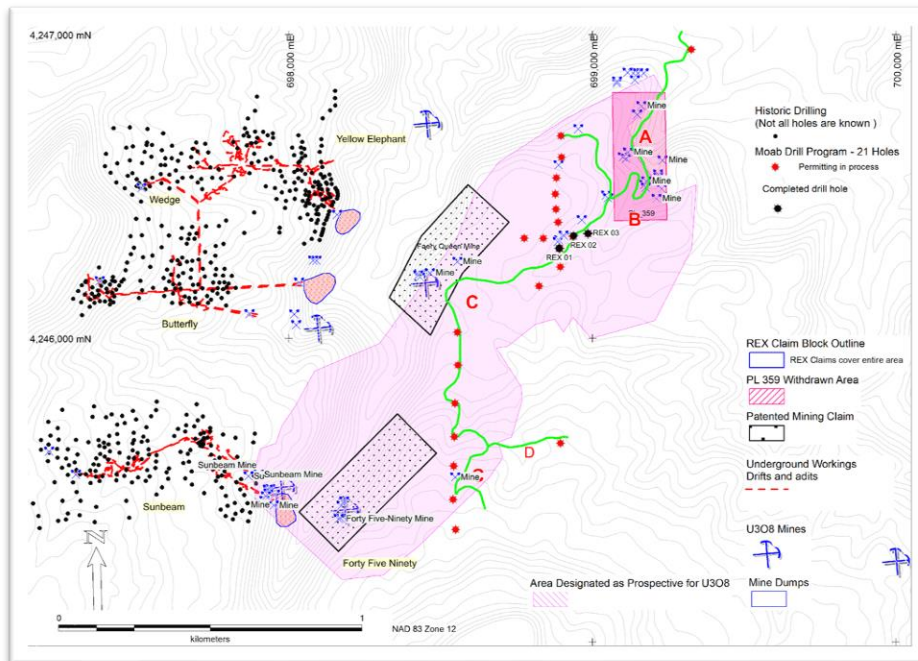 4,247,000 mN
698,000 mE
699,000 mE
700,000 mE
Yellow Elephant
Wedge
Mine
A
Mine
Mine
Mine
Mine
359
B
REX 03
REX 02
REX 01
Mine
Mine
C
Butterfly
4,246,000 mN
D
Mine
Sunbeam Mine
Sunbeam Mine
Mine
Mine
Sunbeam
Forty Five-Ninety Mine
Forty Five Ninety
Historic Drilling
(Not all holes are known )
Moab Drill Program - 21 Holes
Permitting in process
Completed drill hole
REX Claim Block Outline
REX Claims cover entire area
PL 359 Withdrawn Area
Patented Mining Claim
Underground Workings
Drifts and adits
U3O8 Mines
Area Designated as Prospective for U3O8
Mine Dumps
N
0
1
kilometers
NAD 83 Zone 12